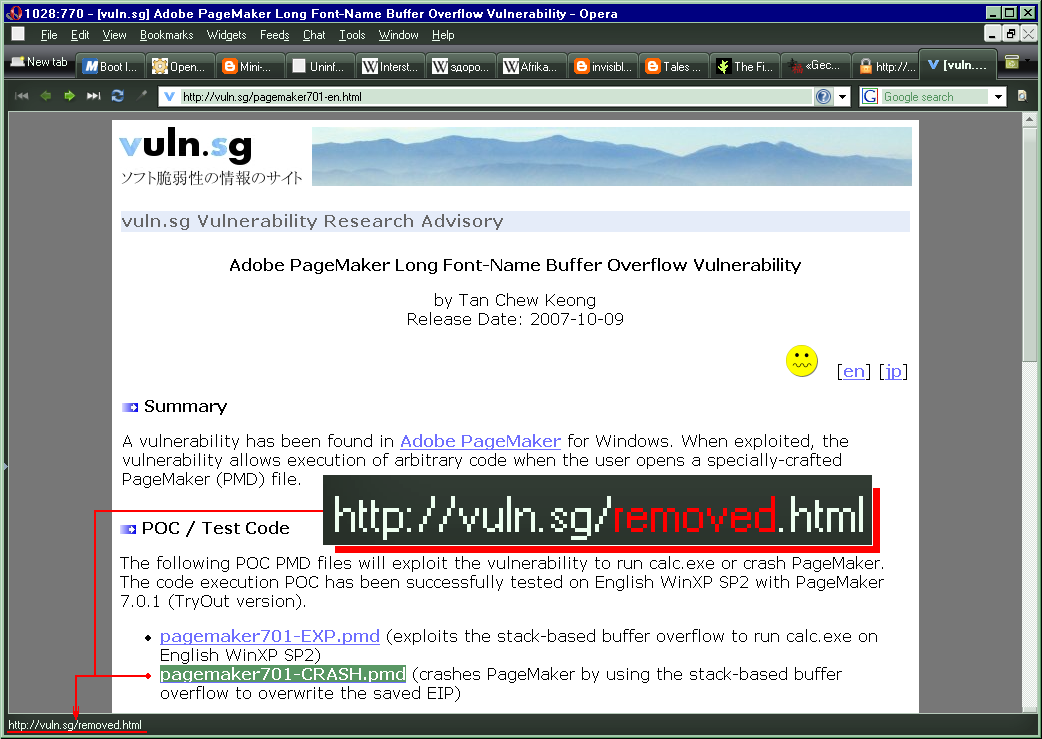 1028:770 - [vuln.sg] Adobe PageMaker Long Font-Name Buffer Overflow Vulnerability - Opera
File Edit View Bookmarks Widgets Feeds Chat Tools Window Help
New tab Boot I... Open... Mini-... Uninf... Interst... здоро... Afrika... invisibl... Tales ... The Fi... «Gec... http://... [vuln....
http://vuln.sg/pagemaker701-en.html Google search
vuln.sg
ソフト脆弱性の情報のサイト
vuln.sg Vulnerability Research Advisory
Adobe PageMaker Long Font-Name Buffer Overflow Vulnerability
by Tan Chew Keong
Release Date: 2007-10-09
[en] [jp]
Summary
A vulnerability has been found in Adobe PageMaker for Windows. When exploited, the
vulnerability allows execution of arbitrary code when the user opens a specially-crafted
PageMaker (PMD) file.
http://vuln.sg/removed.html
POC / Test Code
The following POC PMD files will exploit the vulnerability to run calc.exe or crash PageMaker.
The code execution POC has been successfully tested on English WinXP SP2 with PageMaker
7.0.1 (TryOut version).
pagemaker701-EXP.pmd (exploits the stack-based buffer overflow to run calc.exe on
English WinXP SP2)
pagemaker701-CRASH.pmd (crashes PageMaker by using the stack-based buffer
overflow to overwrite the saved EIP)
http://vuln.sg/removed.html